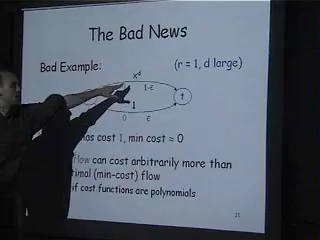 The Bad News
Bad Example: (r = 1, d large)
x^d
1-ε
t
1
0 ε
has cost 1, min cost ≈ 0
flow can cost arbitrarily more than
(min-cost) flow
if cost functions are polynomials